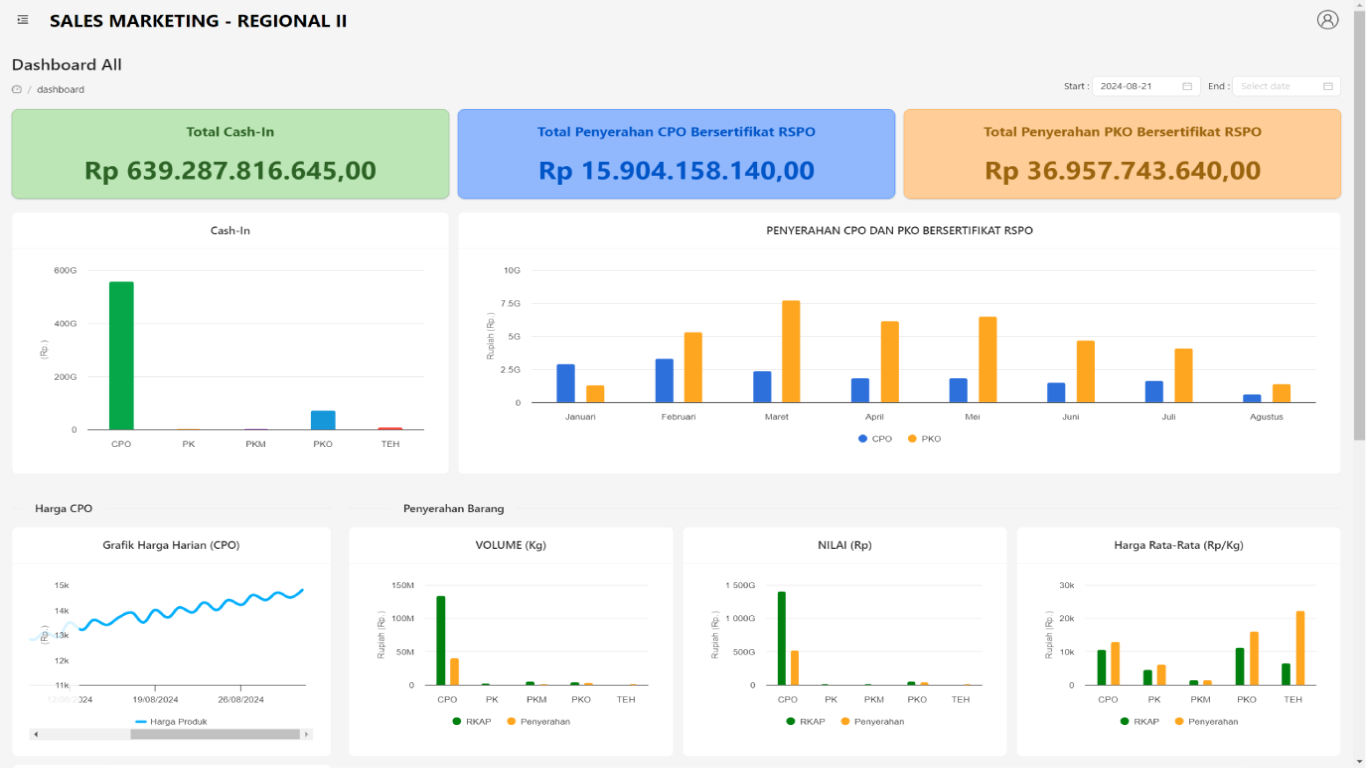 SALES MARKETING - REGIONAL II
Dashboard All
/ dashboard
Start : 2024-08-21 End : Select date
Total Cash-In
Rp 639.287.816.645,00
Total Penyerahan CPO Bersertifikat RSPO
Rp 15.904.158.140,00
Total Penyerahan PKO Bersertifikat RSPO
Rp 36.957.743.640,00
Cash-In
600G
400G
200G
0
(Rp.)
CPO PK PKM PKO TEH
PENYERAHAN CPO DAN PKO BERSERTIFIKAT RSPO
10G
7.5G
5G
2.5G
0
Rupiah (Rp.)
Januari Februari Maret April Mei Juni Juli Agustus
CPO PKO
Harga CPO
Grafik Harga Harian (CPO)
15k
14k
13k
12k
11k
(Rp.)
12/08/2024 19/08/2024 26/08/2024
Harga Produk
Penyerahan Barang
VOLUME (Kg)
150M
100M
50M
0
Rupiah (Rp.)
CPO PK PKM PKO TEH
RKAP Penyerahan
NILAI (Rp)
1 500G
1 000G
500G
0
Rupiah (Rp.)
CPO PK PKM PKO TEH
RKAP Penyerahan
Harga Rata-Rata (Rp/Kg)
30k
20k
10k
0
Rupiah (Rp.)
CPO PK PKM PKO TEH
RKAP Penyerahan